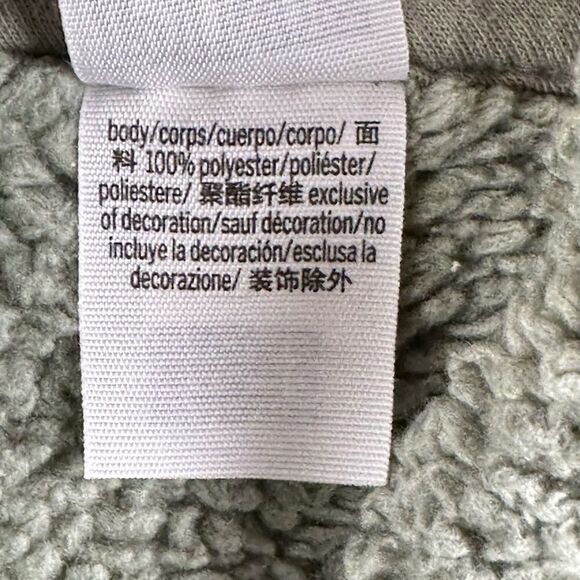 body/corps/cuerpo/corpo/ 面
料 100% polyester/poliéster/
poliestere/ 聚酯纤维 exclusive
of decoration/sauf décoration/no
incluye la decoración/esclusa la
decorazione/ 装饰除外